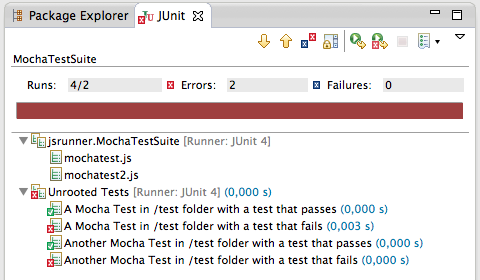 Package Explorer JUnit
MochaTestSuite
Runs: 4/2 Errors: 2 Failures: 0
jsrunner.MochaTestSuite [Runner: JUnit 4]
mochatest.js
mochatest2.js
Unrooted Tests [Runner: JUnit 4] (0,000 s)
A Mocha Test in /test folder with a test that passes (0,000 s)
A Mocha Test in /test folder with a test that fails (0,003 s)
Another Mocha Test in /test folder with a test that passes (0,000 s)
Another Mocha Test in /test folder with a test that fails (0,000 s)